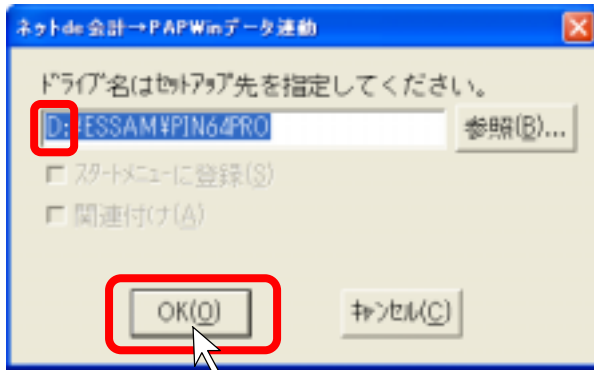 ネットde会計→PAPWinデータ連動
ﾄﾞﾗｲﾌﾞ名はｾｯﾄｱｯﾌﾟ先を指定してください。
D:¥ESSAM¥PIN64PRO 参照(B)...
ｽﾀｰﾄﾒﾆｭｰに登録(S)
関連付け(A)
OK(O) ｷｬﾝｾﾙ(C)